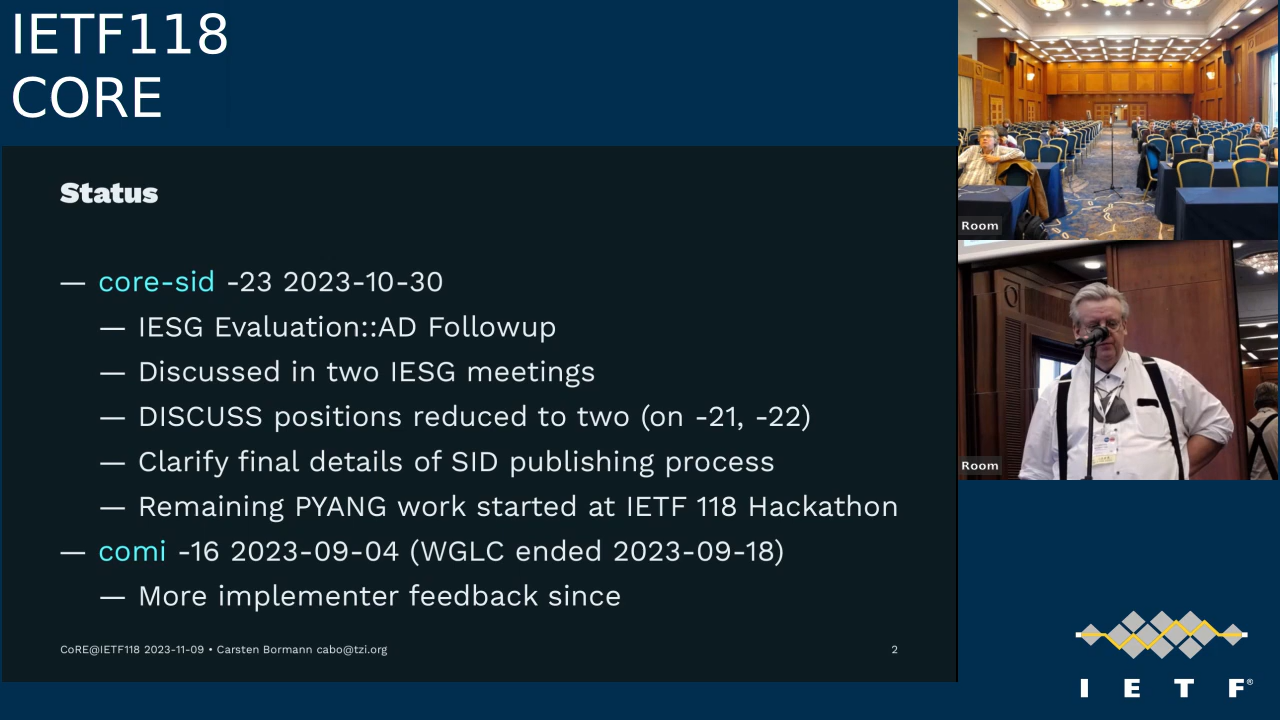 IETF118
CORE
Status
— core-sid -23 2023-10-30
— IESG Evaluation::AD Followup
— Discussed in two IESG meetings
— DISCUSS positions reduced to two (on -21, -22)
— Clarify final details of SID publishing process
— Remaining PYANG work started at IETF 118 Hackathon
— comi -16 2023-09-04 (WGLC ended 2023-09-18)
— More implementer feedback since
CoRE@IETF118 2023-11-09 • Carsten Bormann cabo@tzi.org
2
Room
Room
I E T F®